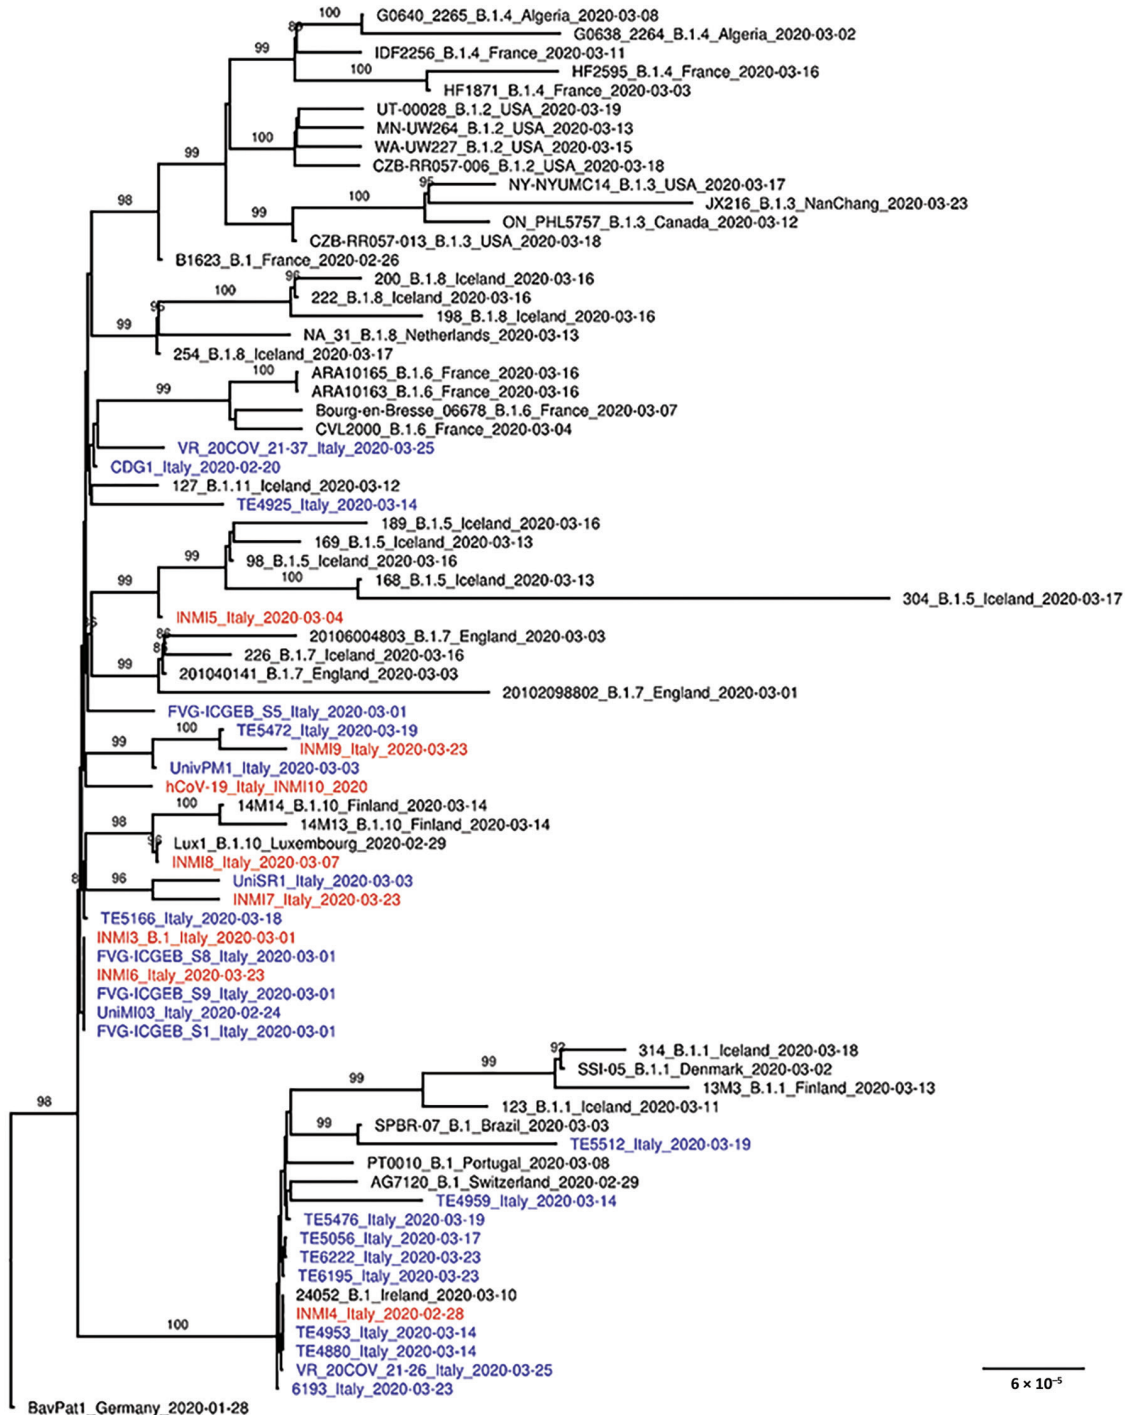 100
G0640_2265_B.1.4_Algeria_2020-03-08
G0638_2264_B.1.4_Algeria_2020-03-02
99
IDF2256_B.1.4_France_2020-03-11
100
HF2595_B.1.4_France_2020-03-16
HF1871_B.1.4_France_2020-03-03
UT-00028_B.1.2_USA_2020-03-19
MN-UW264_B.1.2_USA_2020-03-13
100
WA-UW227_B.1.2_USA_2020-03-15
99
CZB-RR057-006_B.1.2_USA_2020-03-18
95
NY-NYUMC14_B.1.3_USA_2020-03-17
98
100
JX216_B.1.3_NanChang_2020-03-23
99
ON_PHL5757_B.1.3_Canada_2020-03-12
CZB-RR057-013_B.1.3_USA_2020-03-18
B1623_B.1_France_2020-02-26
96
200_B.1.8_Iceland_2020-03-16
100
222_B.1.8_Iceland_2020-03-16
198_B.1.8_Iceland_2020-03-16
99
NA_31_B.1.8_Netherlands_2020-03-13
254_B.1.8_Iceland_2020-03-17
100
ARA10165_B.1.6_France_2020-03-16
99
ARA10163_B.1.6_France_2020-03-16
Bourg-en-Bresse_06678_B.1.6_France_2020-03-07
CVL2000_B.1.6_France_2020-03-04
VR_20COV_21-37_Italy_2020-03-25
CDG1_Italy_2020-02-20
127_B.1.11_Iceland_2020-03-12
TE4925_Italy_2020-03-14
189_B.1.5_Iceland_2020-03-16
169_B.1.5_Iceland_2020-03-13
99
98_B.1.5_Iceland_2020-03-16
99
100
168_B.1.5_Iceland_2020-03-13
304_B.1.5_Iceland_2020-03-17
INMI5_Italy_2020-03-04
86
20106004803_B.1.7_England_2020-03-03
226_B.1.7_Iceland_2020-03-16
99
201040141_B.1.7_England_2020-03-03
20102098802_B.1.7_England_2020-03-01
FVG-ICGEB_S5_Italy_2020-03-01
100
TE5472_Italy_2020-03-19
99
INMI9_Italy_2020-03-23
UnivPM1_Italy_2020-03-03
hCoV-19_Italy_INMI10_2020
100
14M14_B.1.10_Finland_2020-03-14
98
14M13_B.1.10_Finland_2020-03-14
Lux1_B.1.10_Luxembourg_2020-02-29
INMI8_Italy_2020-03-07
8
96
UniSR1_Italy_2020-03-03
INMI7_Italy_2020-03-23
TE5166_Italy_2020-03-18
INMI3_B.1_Italy_2020-03-01
FVG-ICGEB_S8_Italy_2020-03-01
INMI6_Italy_2020-03-23
FVG-ICGEB_S9_Italy_2020-03-01
UniMI03_Italy_2020-02-24
FVG-ICGEB_S1_Italy_2020-03-01
92
314_B.1.1_Iceland_2020-03-18
99
SSI-05_B.1.1_Denmark_2020-03-02
99
13M3_B.1.1_Finland_2020-03-13
98
123_B.1.1_Iceland_2020-03-11
99
SPBR-07_B.1_Brazil_2020-03-03
TE5512_Italy_2020-03-19
PT0010_B.1_Portugal_2020-03-08
AG7120_B.1_Switzerland_2020-02-29
TE4959_Italy_2020-03-14
TE5476_Italy_2020-03-19
TE5056_Italy_2020-03-17
TE6222_Italy_2020-03-23
TE6195_Italy_2020-03-23
24052_B.1_Ireland_2020-03-10
INMI4_Italy_2020-02-28
100
TE4953_Italy_2020-03-14
TE4880_Italy_2020-03-14
VR_20COV_21-26_Italy_2020-03-25
6193_Italy_2020-03-23
6 × 10⁻⁵
BavPat1_Germany_2020-01-28